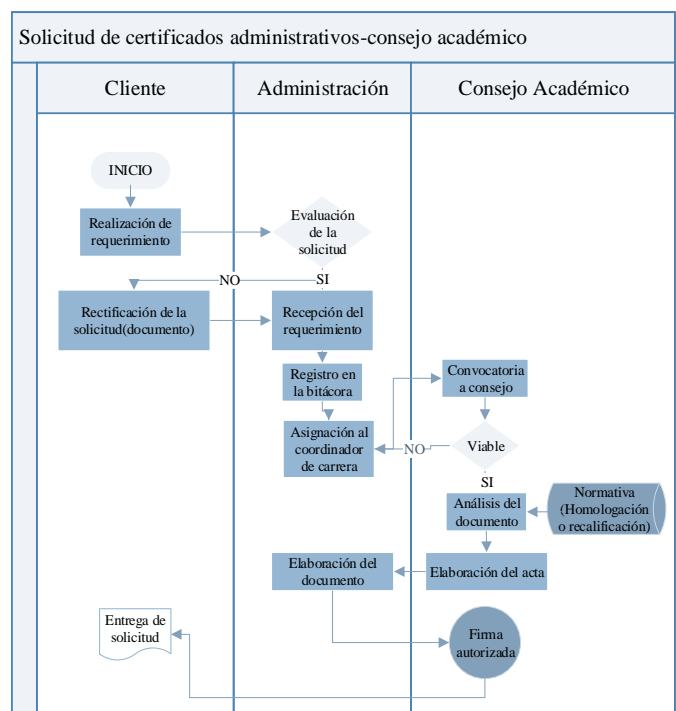 Solicitud de certificados administrativos-consejo académico
Cliente
Administración
Consejo Académico
INICIO
Realización de
requerimiento
Evaluación
de la
solicitud
NO
SI
Rectificación de la
solicitud(documento)
Recepción del
requerimiento
Registro en
la bitácora
Convocatoria
a consejo
Asignación al
coordinador
de carrera
NO
Viable
SI
Análisis del
documento
Normativa
(Homologación
o recalificación)
Elaboración del
documento
Elaboración del acta
Entrega de
solicitud
Firma
autorizada